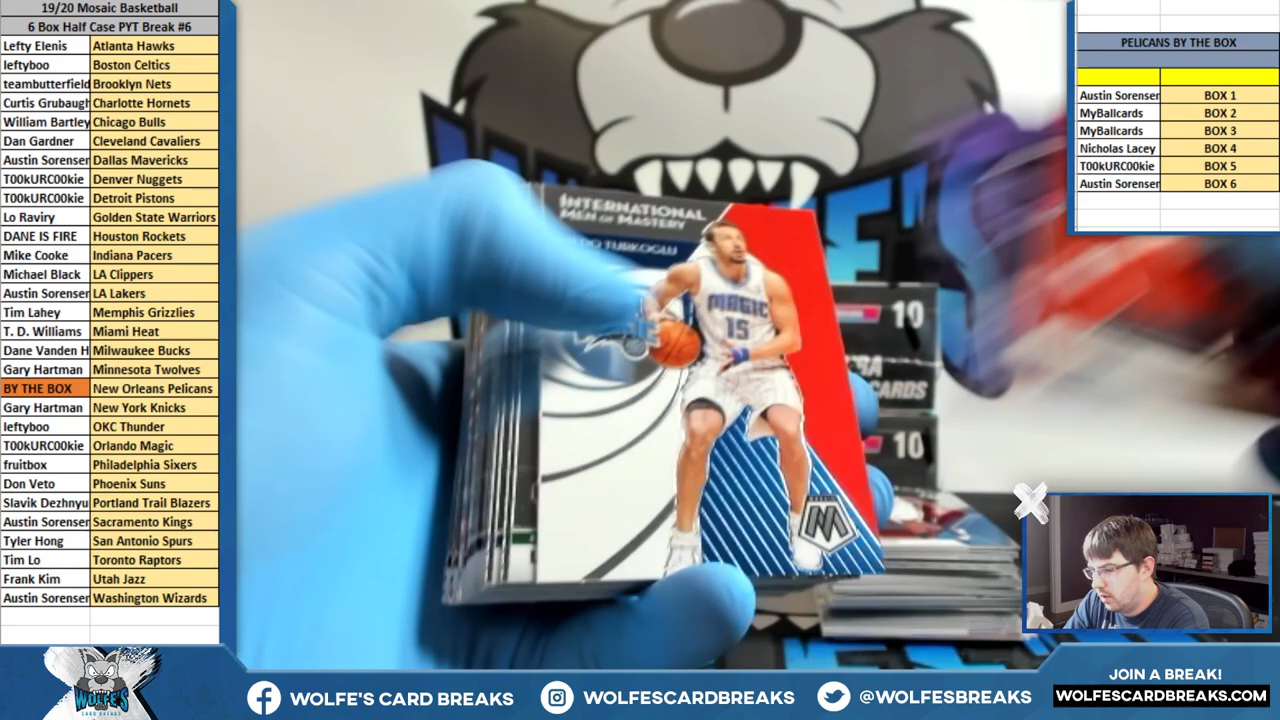 19/20 Mosaic Basketball
6 Box Half Case PYT Break #6
Lefty Elenis Atlanta Hawks
leftyboo Boston Celtics
teambutterfield Brooklyn Nets
Curtis Grubaugh Charlotte Hornets
William Bartley Chicago Bulls
Dan Gardner Cleveland Cavaliers
Austin Sorensen Dallas Mavericks
T00kURC00kie Denver Nuggets
T00kURC00kie Detroit Pistons
Lo Raviry Golden State Warriors
DANE IS FIRE Houston Rockets
Mike Cooke Indiana Pacers
Michael Black LA Clippers
Austin Sorensen LA Lakers
Tim Lahey Memphis Grizzlies
T. D. Williams Miami Heat
Dane Vanden H Milwaukee Bucks
Gary Hartman Minnesota Twolves
BY THE BOX New Orleans Pelicans
Gary Hartman New York Knicks
leftyboo OKC Thunder
T00kURC00kie Orlando Magic
fruitbox Philadelphia Sixers
Don Veto Phoenix Suns
Slavik Dezhnyu Portland Trail Blazers
Austin Sorensen Sacramento Kings
Tyler Hong San Antonio Spurs
Tim Lo Toronto Raptors
Frank Kim Utah Jazz
Austin Sorensen Washington Wizards
PELICANS BY THE BOX
Austin Sorensen BOX 1
MyBallcards BOX 2
MyBallcards BOX 3
Nicholas Lacey BOX 4
T00kURC00kie BOX 5
Austin Sorensen BOX 6
INTERNATIONAL
MEN OF MASTERY
TURKOGLU
MAGIC
15
MOSAIC
10
CARDS
10
WOLFE'S
CARD BREAKS
WOLFE'S CARD BREAKS
WOLFESCARDBREAKS
@WOLFESBREAKS
JOIN A BREAK!
WOLFESCARDBREAKS.COM